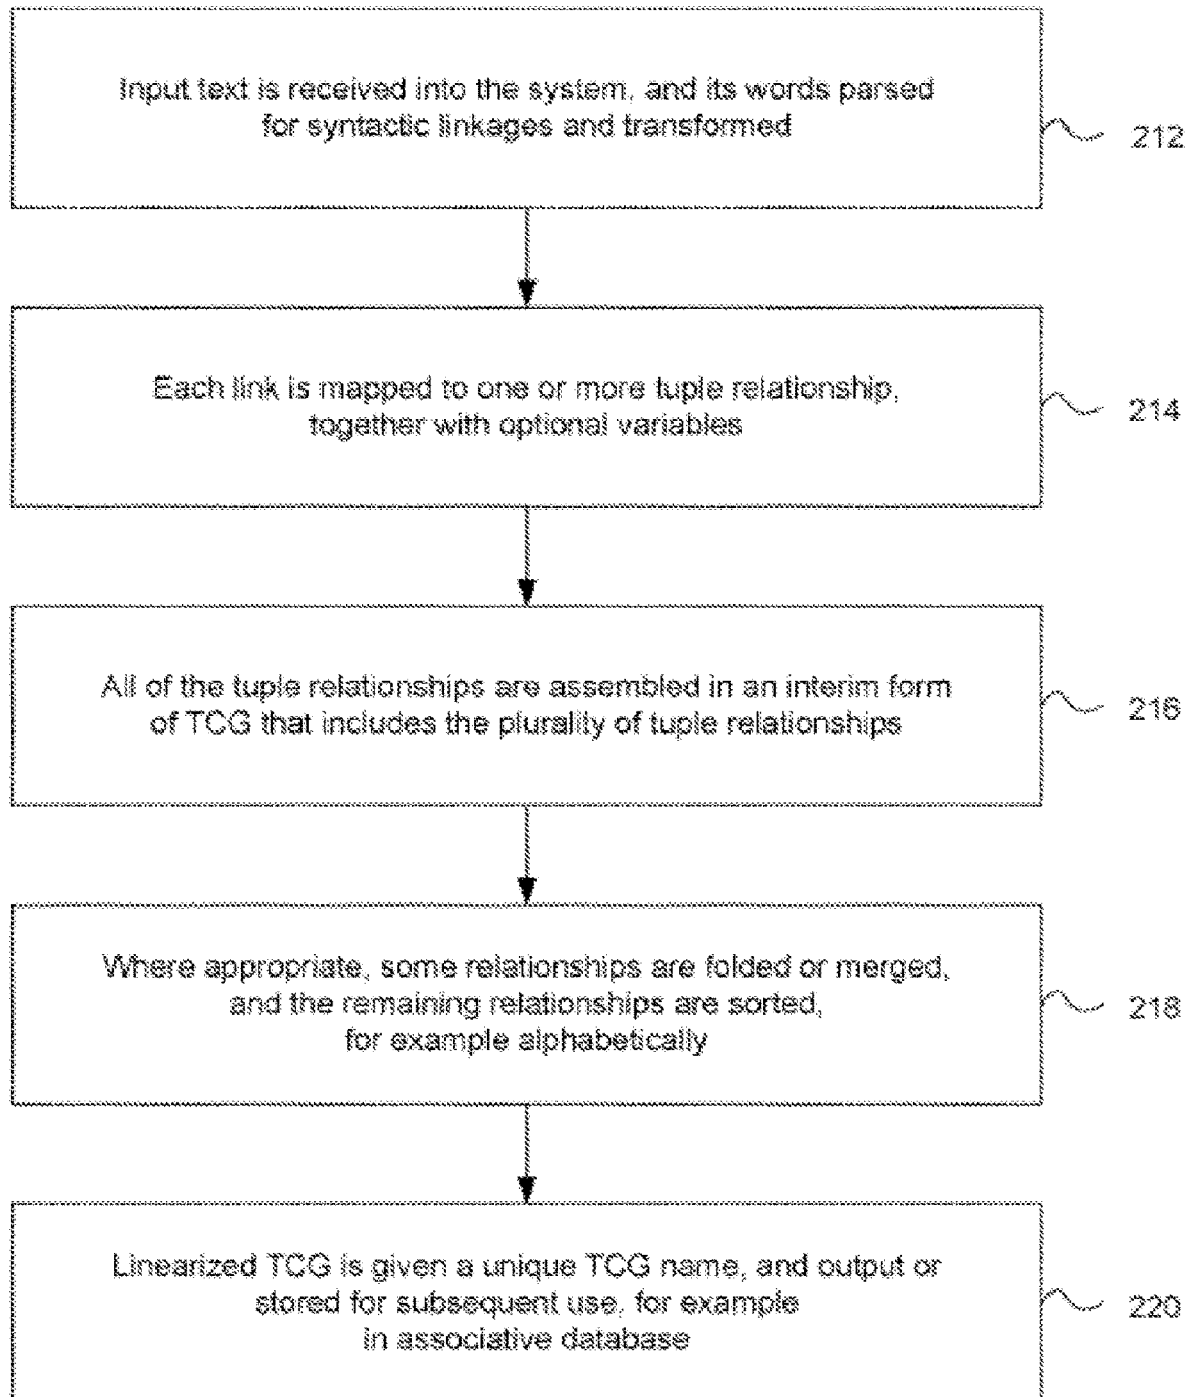 Input text is received into the system, and its words parsed
for syntactic linkages and transformed
212
Each link is mapped to one or more tuple relationship,
together with optional variables
214
All of the tuple relationships are assembled in an interim form
of TCG that includes the plurality of tuple relationships
216
Where appropriate, some relationships are folded or merged,
and the remaining relationships are sorted,
for example alphabetically
218
Linearized TCG is given a unique TCG name, and output or
stored for subsequent use, for example
in associative database
220